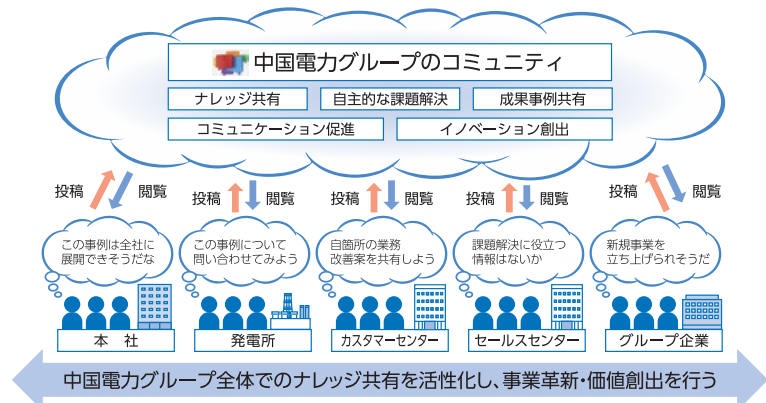 中国電力グループのコミュニティ
ナレッジ共有
自主的な課題解決
成果事例共有
コミュニケーション促進
イノベーション創出
投稿
閲覧
投稿
閲覧
投稿
閲覧
投稿
閲覧
投稿
閲覧
この事例は全社に
展開できそうだな
この事例について
問い合わせてみよう
自箇所の業務
改善案を共有しよう
課題解決に役立つ
情報はないか
新規事業を
立ち上げられそうだ
本 社
発電所
カスタマーセンター
セールスセンター
グループ企業
中国電力グループ全体でのナレッジ共有を活性化し、事業革新・価値創出を行う